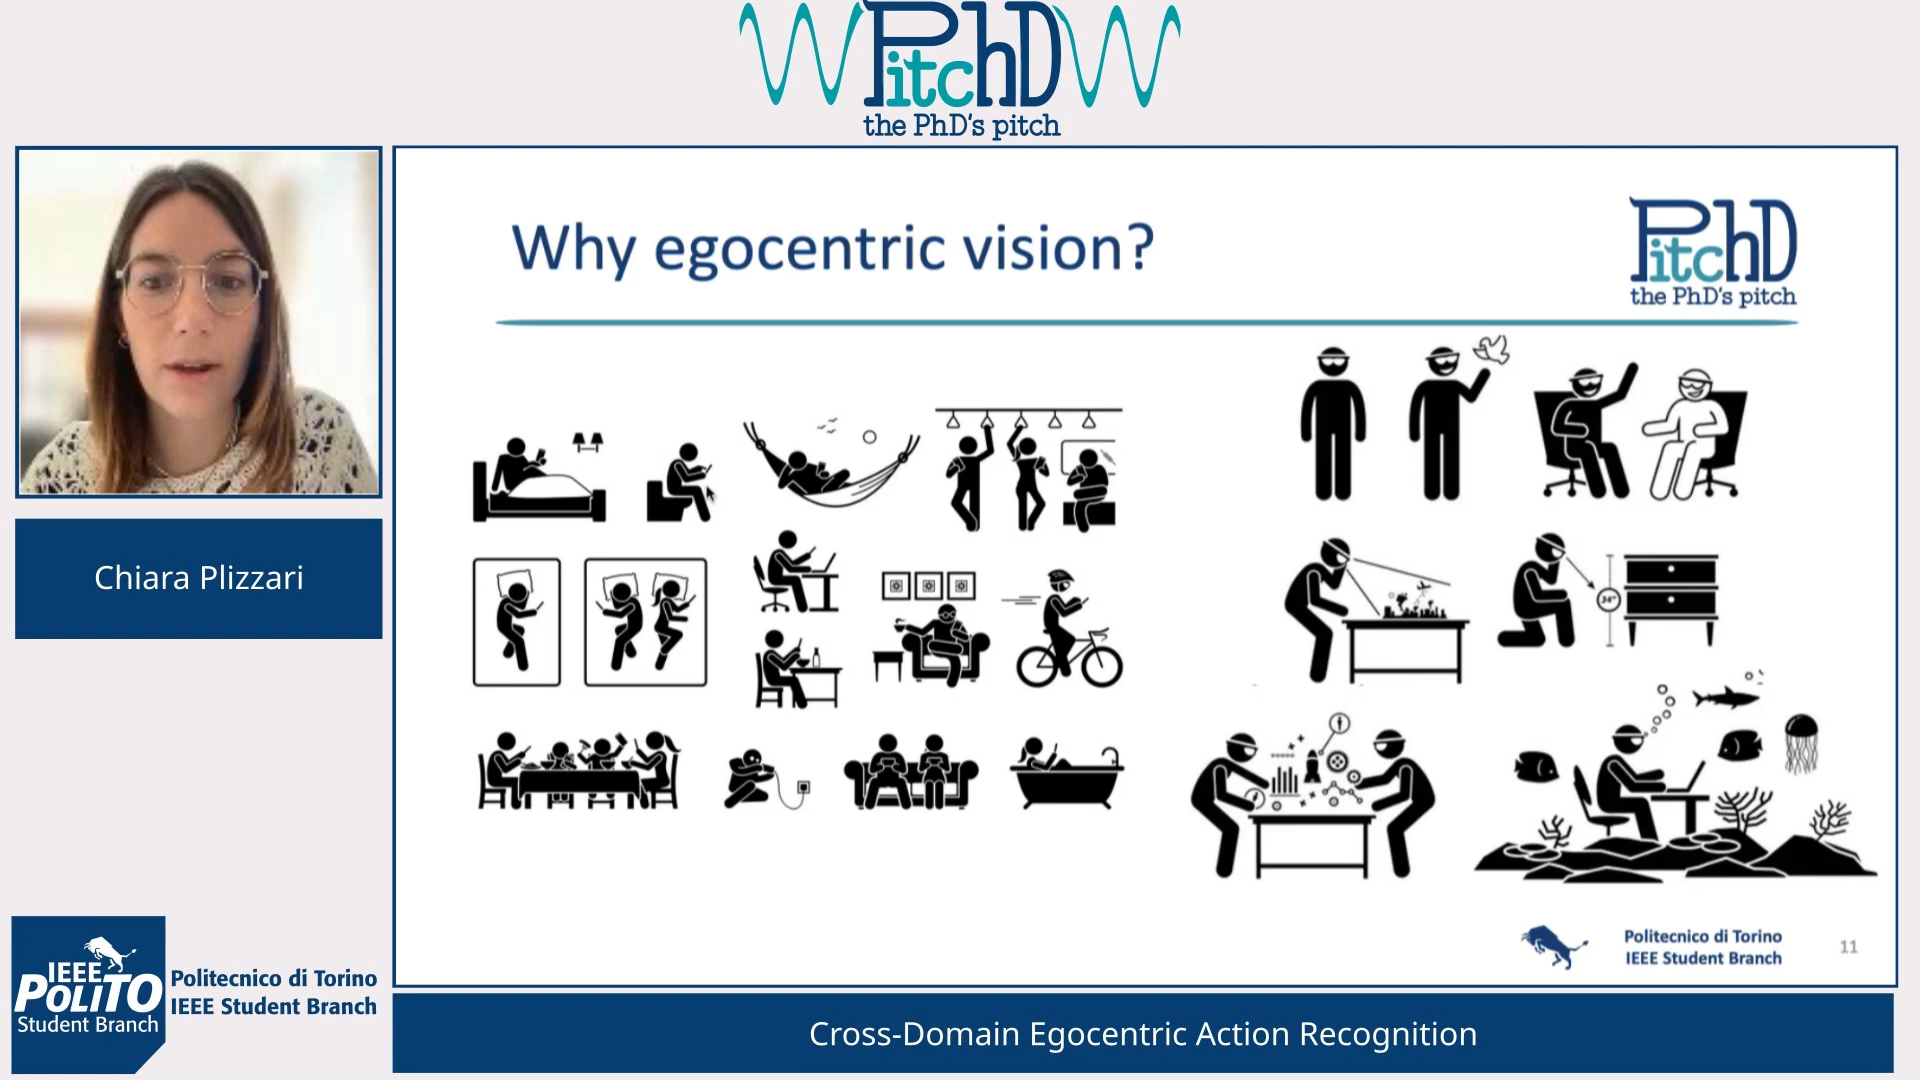 W PitchD W
the PhD's pitch
Why egocentric vision?
PitchD
the PhD's pitch
Chiara Plizzari
34"
IEEE
POLITO
Student Branch
Politecnico di Torino
IEEE Student Branch
Politecnico di Torino
IEEE Student Branch
11
Cross-Domain Egocentric Action Recognition